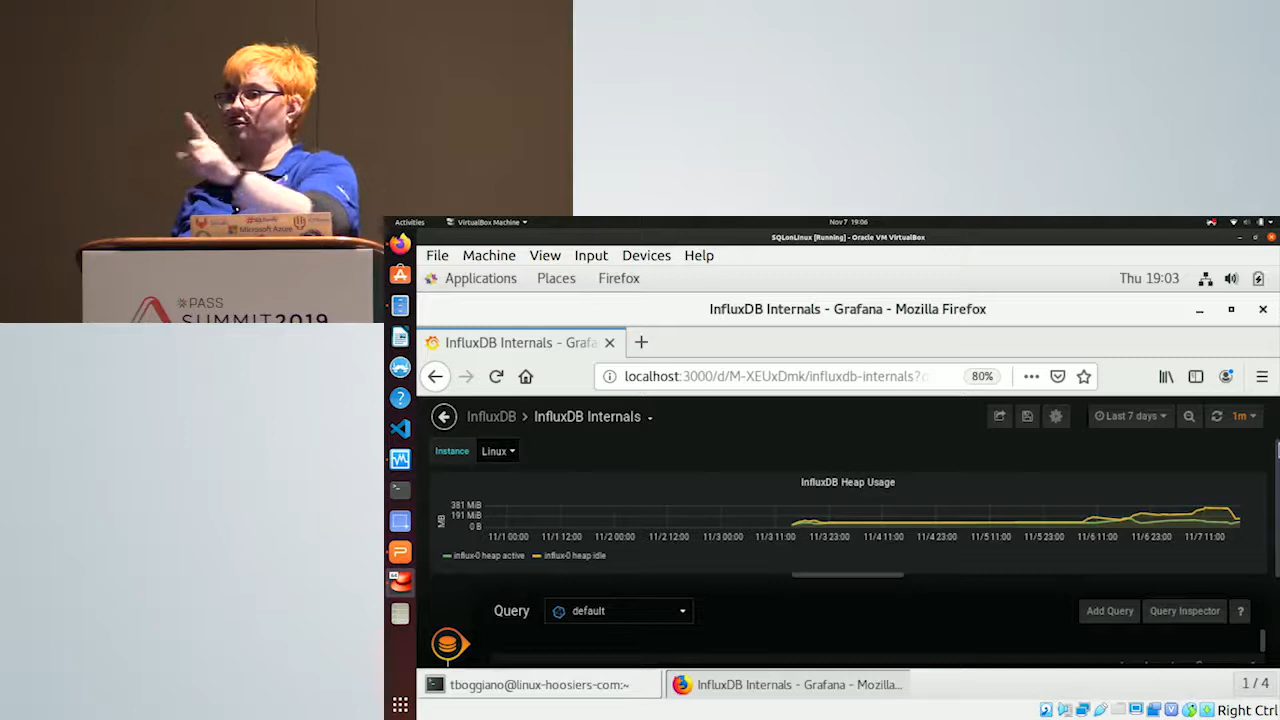 Microsoft Azure
PASS
SUMMIT2019
Activities
VirtualBox Machine
Nov 7 19:06
SQLonLinux [Running] - Oracle VM VirtualBox
File Machine View Input Devices Help
Applications Places Firefox
Thu 19:03
InfluxDB Internals - Grafana - Mozilla Firefox
InfluxDB Internals - Grafa
localhost:3000/d/M-XEUxDmk/influxdb-internals?
80%
InfluxDB > InfluxDB Internals
Last 7 days
1m
Instance Linux
InfluxDB Heap Usage
MB
381 MiB
191 MiB
0 B
11/1 00:00 11/1 12:00 11/2 00:00 11/2 12:00 11/3 00:00 11/3 11:00 11/3 23:00 11/4 11:00 11/4 23:00 11/5 11:00 11/5 23:00 11/6 11:00 11/6 23:00 11/7 11:00
influx-0 heap active influx-0 heap idle
Query default
Add Query Query Inspector ?
tboggiano@linux-hoosiers-com:~
InfluxDB Internals - Grafana - Mozilla...
1 / 4
Right Ctrl